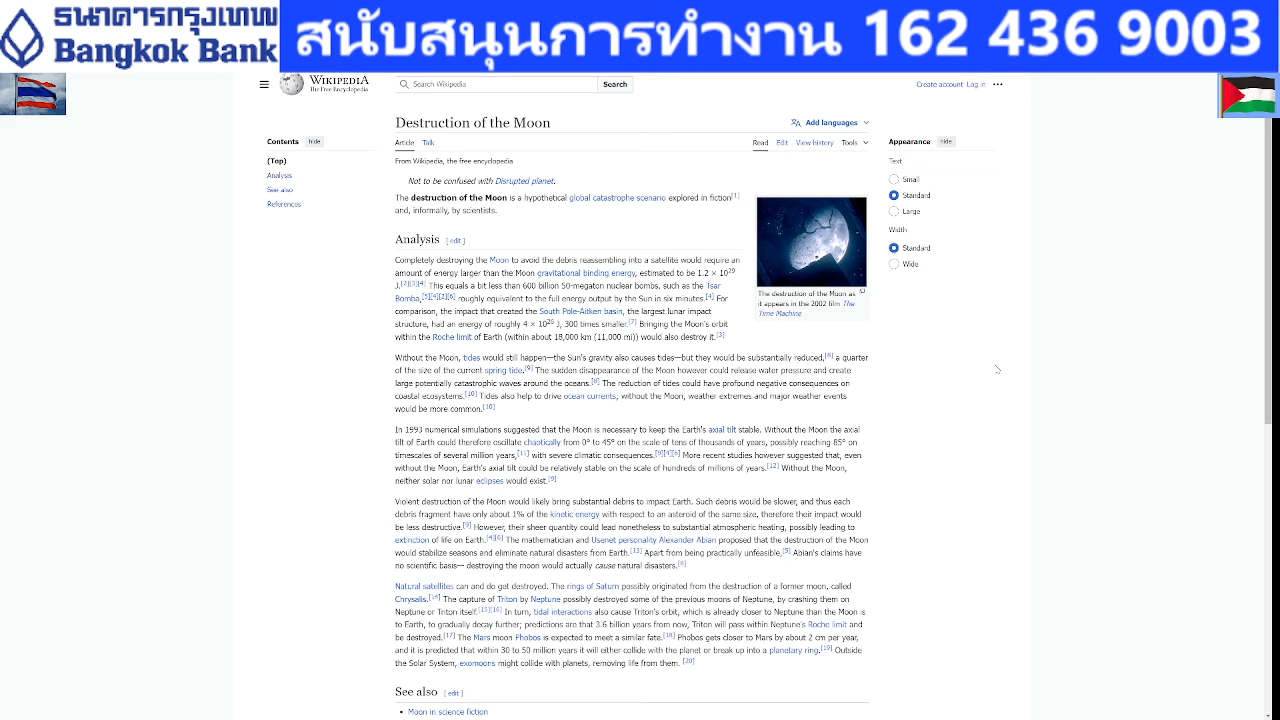 ธนาคารกรุงเทพ
Bangkok Bank
สนับสนุนการทำงาน 162 436 9003
WIKIPEDIA
The Free Encyclopedia
Search Wikipedia
Search
Create account Log in
Destruction of the Moon
Add languages
Contents hide
(Top)
Analysis
See also
References
Article Talk
Read Edit View history Tools
From Wikipedia, the free encyclopedia
Not to be confused with Disrupted planet.
The destruction of the Moon is a hypothetical global catastrophe scenario explored in fiction[1]
and, informally, by scientists.
Analysis [ edit ]
Completely destroying the Moon to avoid the debris reassembling into a satellite would require an
amount of energy larger than the Moon gravitational binding energy, estimated to be 1.2 × 10²⁹
J.[2][3][4] This equals a bit less than 600 billion 50-megaton nuclear bombs, such as the Tsar
Bomba,[5][4][2][6] roughly equivalent to the full energy output by the Sun in six minutes.[4] For
comparison, the impact that created the South Pole-Aitken basin, the largest lunar impact
structure, had an energy of roughly 4 × 10²⁶ J, 300 times smaller.[7] Bringing the Moon's orbit
within the Roche limit of Earth (within about 18,000 km (11,000 mi)) would also destroy it.[3]
The destruction of the Moon as
it appears in the 2002 film The
Time Machine
Without the Moon, tides would still happen—the Sun's gravity also causes tides—but they would be substantially reduced,[8] a quarter
of the size of the current spring tide.[9] The sudden disappearance of the Moon however could release water pressure and create
large potentially catastrophic waves around the oceans.[8] The reduction of tides could have profound negative consequences on
coastal ecosystems.[10] Tides also help to drive ocean currents; without the Moon, weather extremes and major weather events
would be more common.[10]
In 1993 numerical simulations suggested that the Moon is necessary to keep the Earth's axial tilt stable. Without the Moon the axial
tilt of Earth could therefore oscillate chaotically from 0° to 45° on the scale of tens of thousands of years, possibly reaching 85° on
timescales of several million years,[11] with severe climatic consequences.[9][4][6] More recent studies however suggested that, even
without the Moon, Earth's axial tilt could be relatively stable on the scale of hundreds of millions of years.[12] Without the Moon,
neither solar nor lunar eclipses would exist.[9]
Violent destruction of the Moon would likely bring substantial debris to impact Earth. Such debris would be slower, and thus each
debris fragment have only about 1% of the kinetic energy with respect to an asteroid of the same size, therefore their impact would
be less destructive.[9] However, their sheer quantity could lead nonetheless to substantial atmospheric heating, possibly leading to
extinction of life on Earth.[4][6] The mathematician and Usenet personality Alexander Abian proposed that the destruction of the Moon
would stabilize seasons and eliminate natural disasters from Earth.[13] Apart from being practically unfeasible,[5] Abian's claims have
no scientific basis— destroying the moon would actually cause natural disasters.[8]
Natural satellites can and do get destroyed. The rings of Saturn possibly originated from the destruction of a former moon, called
Chrysalis.[14] The capture of Triton by Neptune possibly destroyed some of the previous moons of Neptune, by crashing them on
Neptune or Triton itself.[15][16] In turn, tidal interactions also cause Triton's orbit, which is already closer to Neptune than the Moon is
to Earth, to gradually decay further; predictions are that 3.6 billion years from now, Triton will pass within Neptune's Roche limit and
be destroyed.[17] The Mars moon Phobos is expected to meet a similar fate.[18] Phobos gets closer to Mars by about 2 cm per year,
and it is predicted that within 30 to 50 million years it will either collide with the planet or break up into a planetary ring.[19] Outside
the Solar System, exomoons might collide with planets, removing life from them. [20]
See also [ edit ]
• Moon in science fiction
Appearance hide
Text
Small
Standard
Large
Width
Standard
Wide